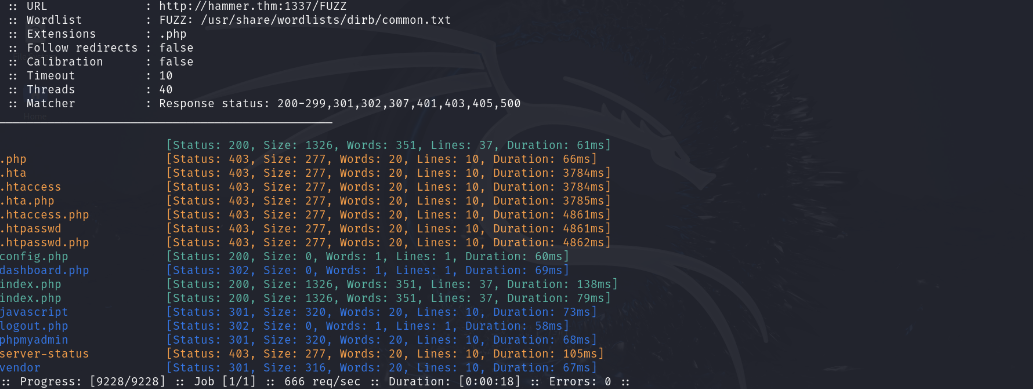 :: URL : http://hammer.thm:1337/FUZZ
:: Wordlist : FUZZ: /usr/share/wordlists/dirb/common.txt
:: Extensions : .php
:: Follow redirects : false
:: Calibration : false
:: Timeout : 10
:: Threads : 40
:: Matcher : Response status: 200-299,301,302,307,401,403,405,500
[Status: 200, Size: 1326, Words: 351, Lines: 37, Duration: 61ms]
.php [Status: 403, Size: 277, Words: 20, Lines: 10, Duration: 66ms]
.hta [Status: 403, Size: 277, Words: 20, Lines: 10, Duration: 3784ms]
.htaccess [Status: 403, Size: 277, Words: 20, Lines: 10, Duration: 3784ms]
.hta.php [Status: 403, Size: 277, Words: 20, Lines: 10, Duration: 3785ms]
.htaccess.php [Status: 403, Size: 277, Words: 20, Lines: 10, Duration: 4861ms]
.htpasswd [Status: 403, Size: 277, Words: 20, Lines: 10, Duration: 4861ms]
.htpasswd.php [Status: 403, Size: 277, Words: 20, Lines: 10, Duration: 4862ms]
config.php [Status: 200, Size: 0, Words: 1, Lines: 1, Duration: 60ms]
dashboard.php [Status: 302, Size: 0, Words: 1, Lines: 1, Duration: 69ms]
index.php [Status: 200, Size: 1326, Words: 351, Lines: 37, Duration: 138ms]
index.php [Status: 200, Size: 1326, Words: 351, Lines: 37, Duration: 79ms]
javascript [Status: 301, Size: 320, Words: 20, Lines: 10, Duration: 73ms]
logout.php [Status: 302, Size: 0, Words: 1, Lines: 1, Duration: 58ms]
phpmyadmin [Status: 301, Size: 320, Words: 20, Lines: 10, Duration: 68ms]
server-status [Status: 403, Size: 277, Words: 20, Lines: 10, Duration: 105ms]
vendor [Status: 301, Size: 316, Words: 20, Lines: 10, Duration: 67ms]
:: Progress: [9228/9228] :: Job [1/1] :: 666 req/sec :: Duration: [0:00:18] :: Errors: 0 ::